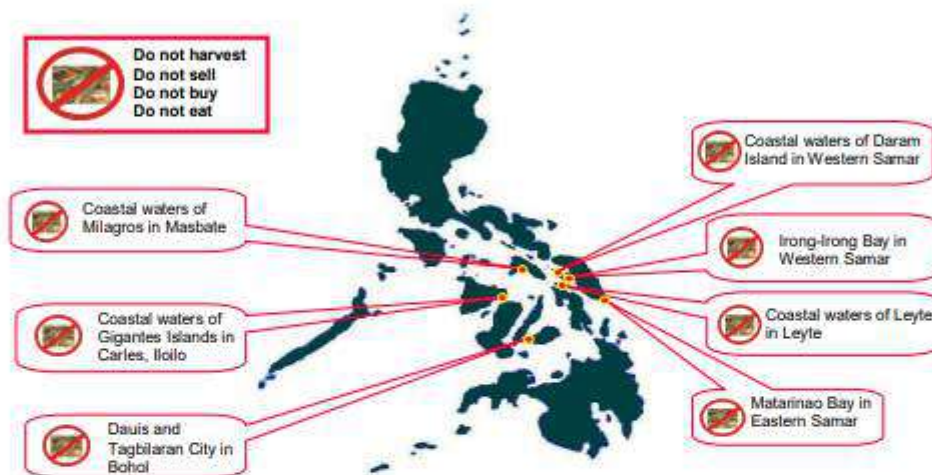 Do not harvest
Do not sell
Do not buy
Do not eat
Coastal waters of Daram
Island in Western Samar
Coastal waters of
Milagros in Masbate
Irong-Irong Bay in
Western Samar
Coastal waters of
Gigantes Islands in
Carles, Iloilo
Coastal waters of Leyte
in Leyte
Dauis and
Tagbilaran City in
Bohol
Matarinao Bay in
Eastern Samar